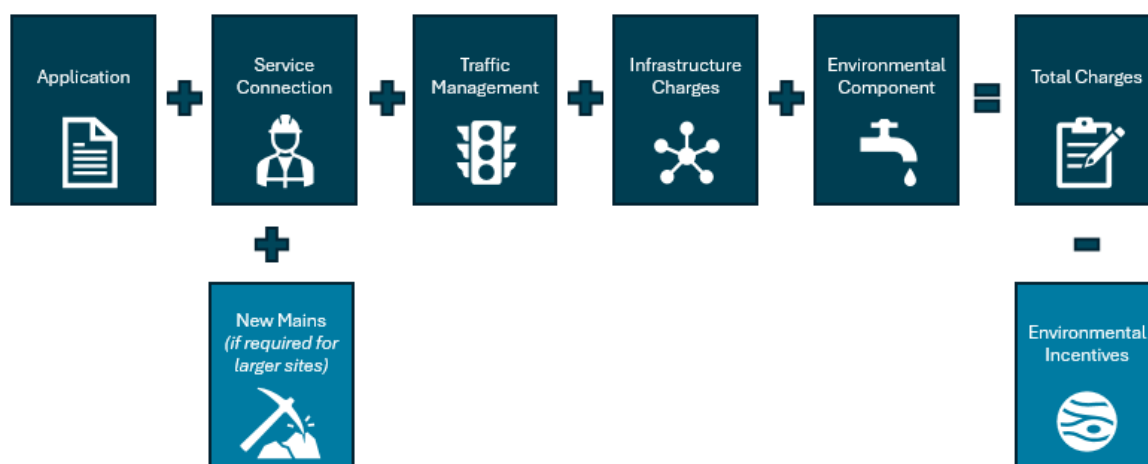 Application
Service
Connection
Traffic
Management
Infrastructure
Charges
Environmental
Component
Total Charges
New Mains
(if required for
larger sites)
Environmental
Incentives